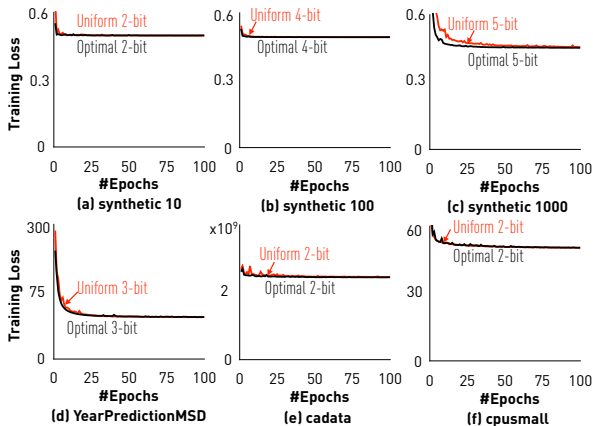 Training Loss
0.6
0.3
0
Uniform 2-bit
Optimal 2-bit
0 25 50 75 100
#Epochs
(a) synthetic 10
0.6
0.3
0
Uniform 4-bit
Optimal 4-bit
0 25 50 75 100
#Epochs
(b) synthetic 100
0.6
0.3
0
Uniform 5-bit
Optimal 5-bit
0 25 50 75 100
#Epochs
(c) synthetic 1000
Training Loss
300
75
0
Uniform 3-bit
Optimal 3-bit
0 25 50 75 100
#Epochs
(d) YearPredictionMSD
x10⁹
2
0
Uniform 2-bit
Optimal 2-bit
0 25 50 75 100
#Epochs
(e) cadata
60
30
0
Uniform 2-bit
Optimal 2-bit
0 25 50 75 100
#Epochs
(f) cpusmall